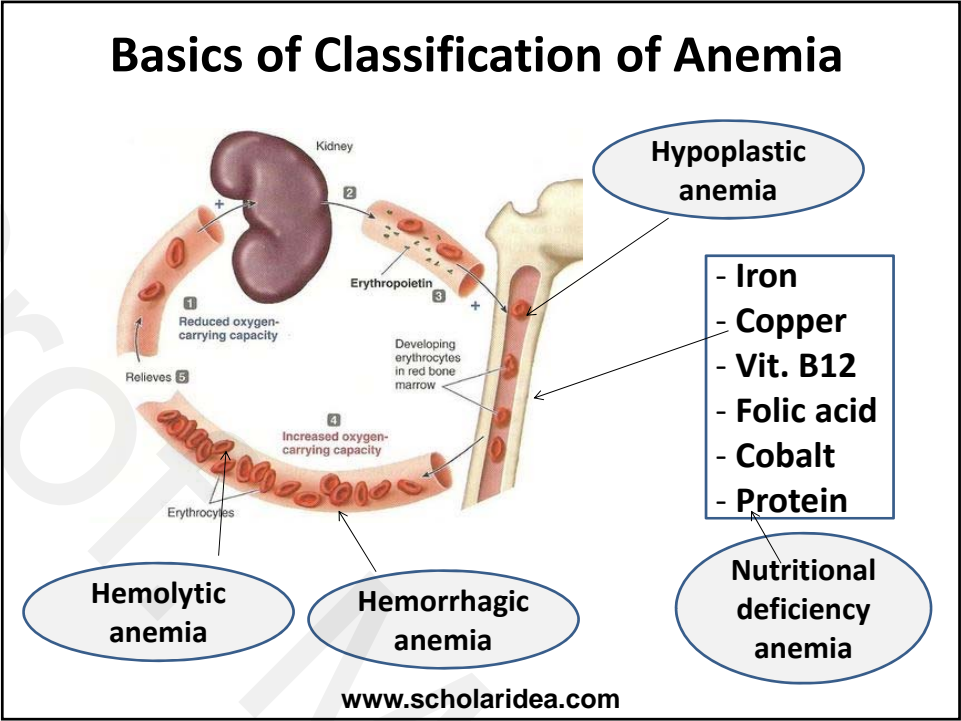 Basics of Classification of Anemia
Kidney
Hypoplastic
anemia
+
2
Erythropoietin
3
+
1
Reduced oxygen-
carrying capacity
Developing
erythrocytes
in red bone
marrow
- Iron
- Copper
- Vit. B12
- Folic acid
- Cobalt
- Protein
Relieves 5
4
Increased oxygen-
carrying capacity
Erythrocytes
Hemolytic
anemia
Hemorrhagic
anemia
Nutritional
deficiency
anemia
www.scholaridea.com